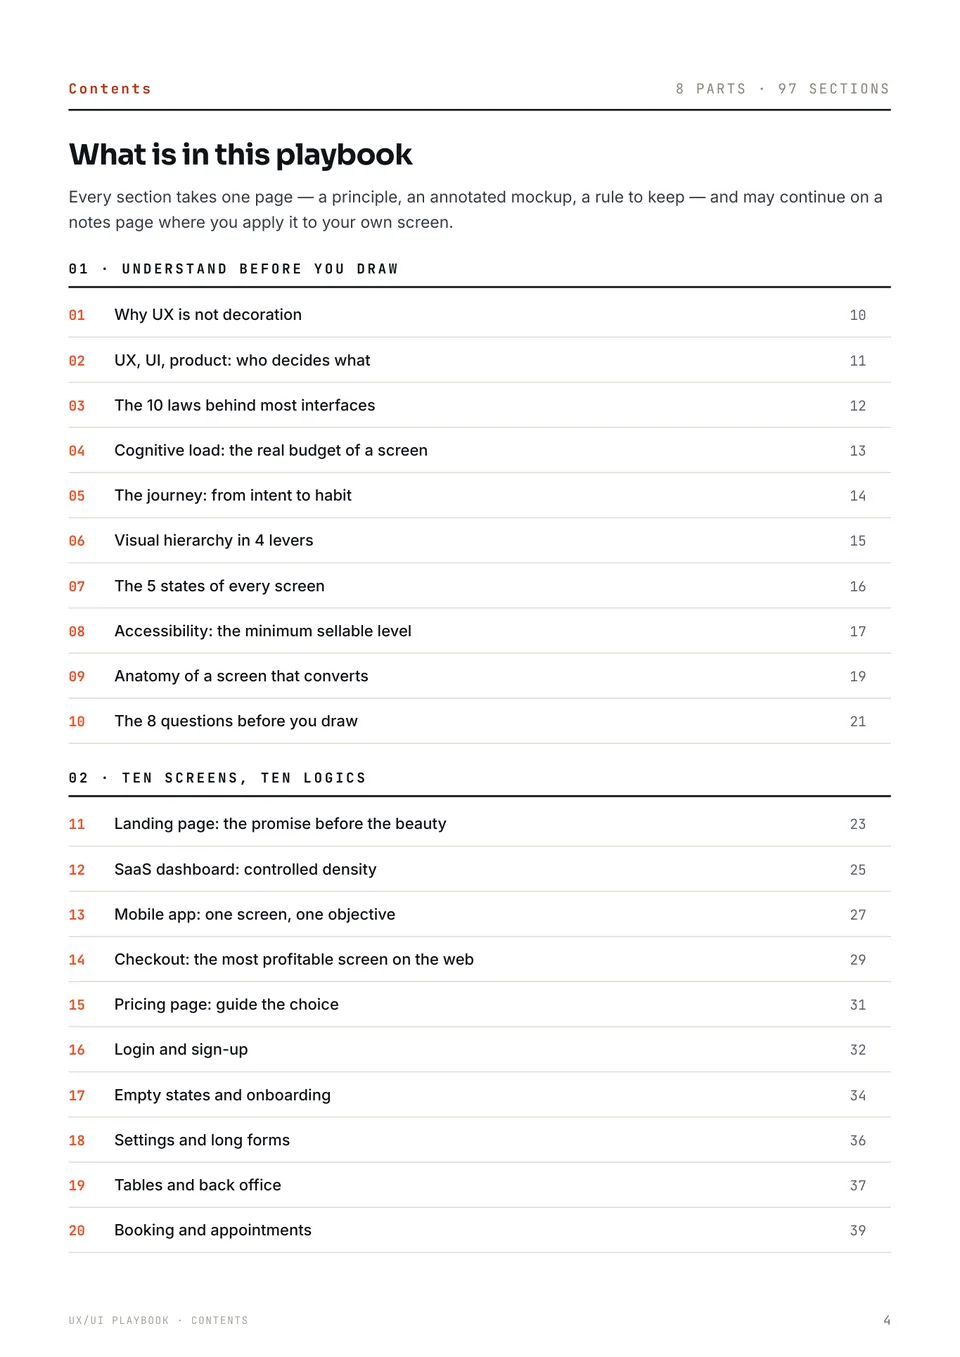 Contents
8 PARTS · 97 SECTIONS
What is in this playbook
Every section takes one page — a principle, an annotated mockup, a rule to keep — and may continue on a
notes page where you apply it to your own screen.
01 · UNDERSTAND BEFORE YOU DRAW
01 Why UX is not decoration 10
02 UX, UI, product: who decides what 11
03 The 10 laws behind most interfaces 12
04 Cognitive load: the real budget of a screen 13
05 The journey: from intent to habit 14
06 Visual hierarchy in 4 levers 15
07 The 5 states of every screen 16
08 Accessibility: the minimum sellable level 17
09 Anatomy of a screen that converts 19
10 The 8 questions before you draw 21
02 · TEN SCREENS, TEN LOGICS
11 Landing page: the promise before the beauty 23
12 SaaS dashboard: controlled density 25
13 Mobile app: one screen, one objective 27
14 Checkout: the most profitable screen on the web 29
15 Pricing page: guide the choice 31
16 Login and sign-up 32
17 Empty states and onboarding 34
18 Settings and long forms 36
19 Tables and back office 37
20 Booking and appointments 39
UX/UI PLAYBOOK · CONTENTS
4